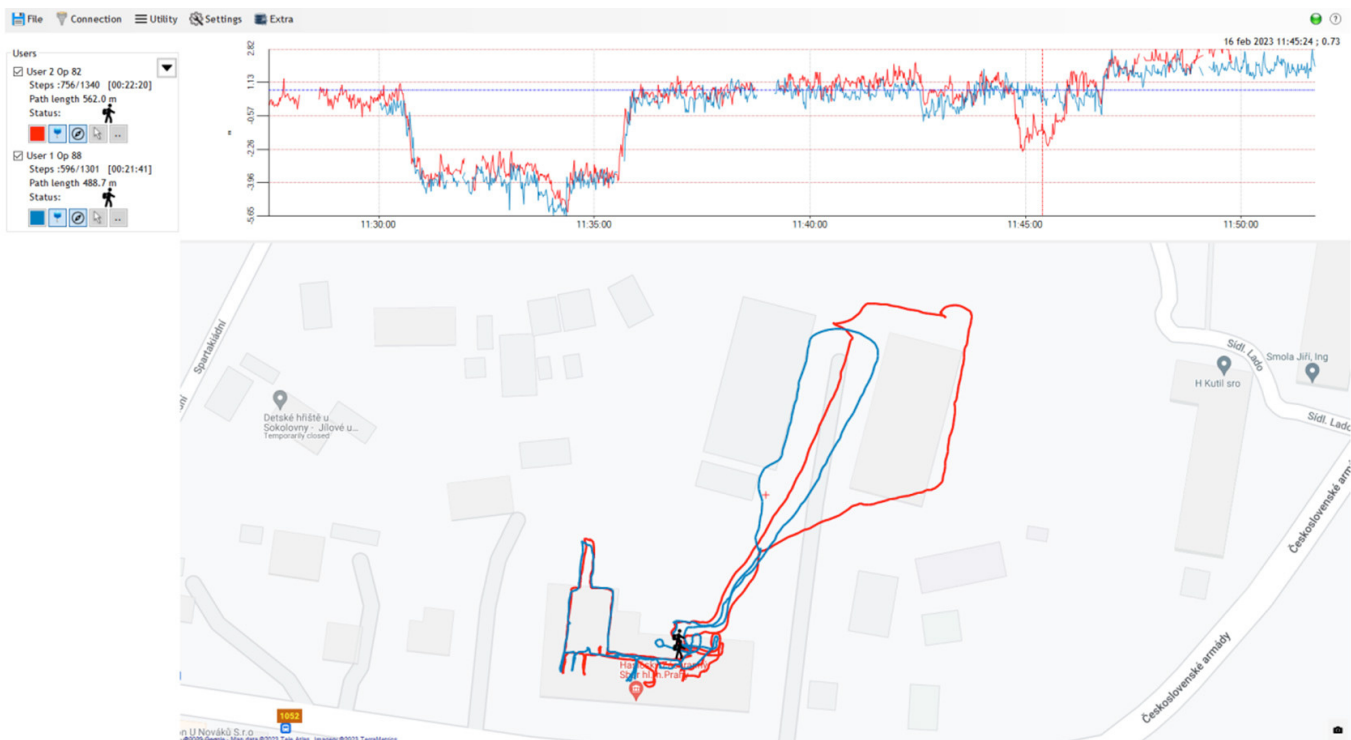 File Connection Utility Settings Extra
Users
User 2 Op 82
Steps :756/1340 [00:22:20]
Path length 562.0 m
Status:
User 1 Op 88
Steps :596/1301 [00:21:41]
Path length 488.7 m
Status:
16 feb 2023 11:45:24 ; 0.73
2.82
1.13
-0.57
-2.26
-3.96
-5.65
11:30:00 11:35:00 11:40:00 11:45:00 11:50:00
Spartakiádní
Detské hřiště u
Sokolovny - Jílové u...
Temporarily closed
Sídl. Lado
Smola Jiří, Ing
H Kutil sro
Sídl. Lado
Československé arm
Československé armády
1052
n U Nováků S.r.o